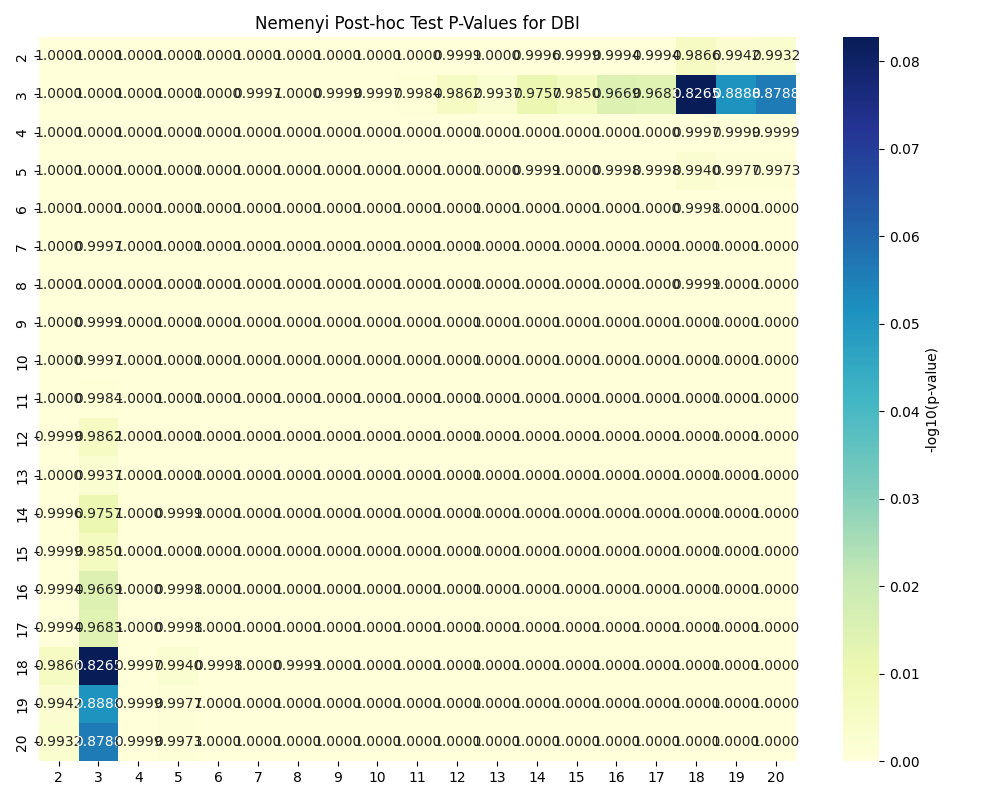 Nemenyi Post-hoc Test P-Values for DBI
2 1.0000 1.0000 1.0000 1.0000 1.0000 1.0000 1.0000 1.0000 1.0000 1.0000 0.9999 1.0000 0.9996 0.9999 0.9994 0.9994 0.9866 0.9942 0.9932
3 1.0000 1.0000 1.0000 1.0000 1.0000 0.9997 1.0000 0.9999 0.9997 0.9984 0.9862 0.9937 0.9757 0.9850 0.9669 0.9683 0.8265 0.8888 0.8788
4 1.0000 1.0000 1.0000 1.0000 1.0000 1.0000 1.0000 1.0000 1.0000 1.0000 1.0000 1.0000 1.0000 1.0000 1.0000 1.0000 0.9997 0.9999 0.9999
5 1.0000 1.0000 1.0000 1.0000 1.0000 1.0000 1.0000 1.0000 1.0000 1.0000 1.0000 1.0000 0.9999 1.0000 0.9998 0.9998 0.9940 0.9977 0.9973
6 1.0000 1.0000 1.0000 1.0000 1.0000 1.0000 1.0000 1.0000 1.0000 1.0000 1.0000 1.0000 1.0000 1.0000 1.0000 1.0000 0.9998 1.0000 1.0000
7 1.0000 0.9997 1.0000 1.0000 1.0000 1.0000 1.0000 1.0000 1.0000 1.0000 1.0000 1.0000 1.0000 1.0000 1.0000 1.0000 1.0000 1.0000 1.0000
8 1.0000 1.0000 1.0000 1.0000 1.0000 1.0000 1.0000 1.0000 1.0000 1.0000 1.0000 1.0000 1.0000 1.0000 1.0000 1.0000 0.9999 1.0000 1.0000
9 1.0000 0.9999 1.0000 1.0000 1.0000 1.0000 1.0000 1.0000 1.0000 1.0000 1.0000 1.0000 1.0000 1.0000 1.0000 1.0000 1.0000 1.0000 1.0000
10 1.0000 0.9997 1.0000 1.0000 1.0000 1.0000 1.0000 1.0000 1.0000 1.0000 1.0000 1.0000 1.0000 1.0000 1.0000 1.0000 1.0000 1.0000 1.0000
11 1.0000 0.9984 1.0000 1.0000 1.0000 1.0000 1.0000 1.0000 1.0000 1.0000 1.0000 1.0000 1.0000 1.0000 1.0000 1.0000 1.0000 1.0000 1.0000
12 0.9999 0.9862 1.0000 1.0000 1.0000 1.0000 1.0000 1.0000 1.0000 1.0000 1.0000 1.0000 1.0000 1.0000 1.0000 1.0000 1.0000 1.0000 1.0000
13 1.0000 0.9937 1.0000 1.0000 1.0000 1.0000 1.0000 1.0000 1.0000 1.0000 1.0000 1.0000 1.0000 1.0000 1.0000 1.0000 1.0000 1.0000 1.0000
14 0.9996 0.9757 1.0000 0.9999 1.0000 1.0000 1.0000 1.0000 1.0000 1.0000 1.0000 1.0000 1.0000 1.0000 1.0000 1.0000 1.0000 1.0000 1.0000
15 0.9999 0.9850 1.0000 1.0000 1.0000 1.0000 1.0000 1.0000 1.0000 1.0000 1.0000 1.0000 1.0000 1.0000 1.0000 1.0000 1.0000 1.0000 1.0000
16 0.9994 0.9669 1.0000 0.9998 1.0000 1.0000 1.0000 1.0000 1.0000 1.0000 1.0000 1.0000 1.0000 1.0000 1.0000 1.0000 1.0000 1.0000 1.0000
17 0.9994 0.9683 1.0000 0.9998 1.0000 1.0000 1.0000 1.0000 1.0000 1.0000 1.0000 1.0000 1.0000 1.0000 1.0000 1.0000 1.0000 1.0000 1.0000
18 0.9866 0.8265 0.9997 0.9940 0.9998 1.0000 0.9999 1.0000 1.0000 1.0000 1.0000 1.0000 1.0000 1.0000 1.0000 1.0000 1.0000 1.0000 1.0000
19 0.9942 0.8888 0.9999 0.9977 1.0000 1.0000 1.0000 1.0000 1.0000 1.0000 1.0000 1.0000 1.0000 1.0000 1.0000 1.0000 1.0000 1.0000 1.0000
20 0.9932 0.8788 0.9999 0.9973 1.0000 1.0000 1.0000 1.0000 1.0000 1.0000 1.0000 1.0000 1.0000 1.0000 1.0000 1.0000 1.0000 1.0000 1.0000
2 3 4 5 6 7 8 9 10 11 12 13 14 15 16 17 18 19 20
0.08
0.07
0.06
0.05
0.04
0.03
0.02
0.01
0.00
-log10(p-value)